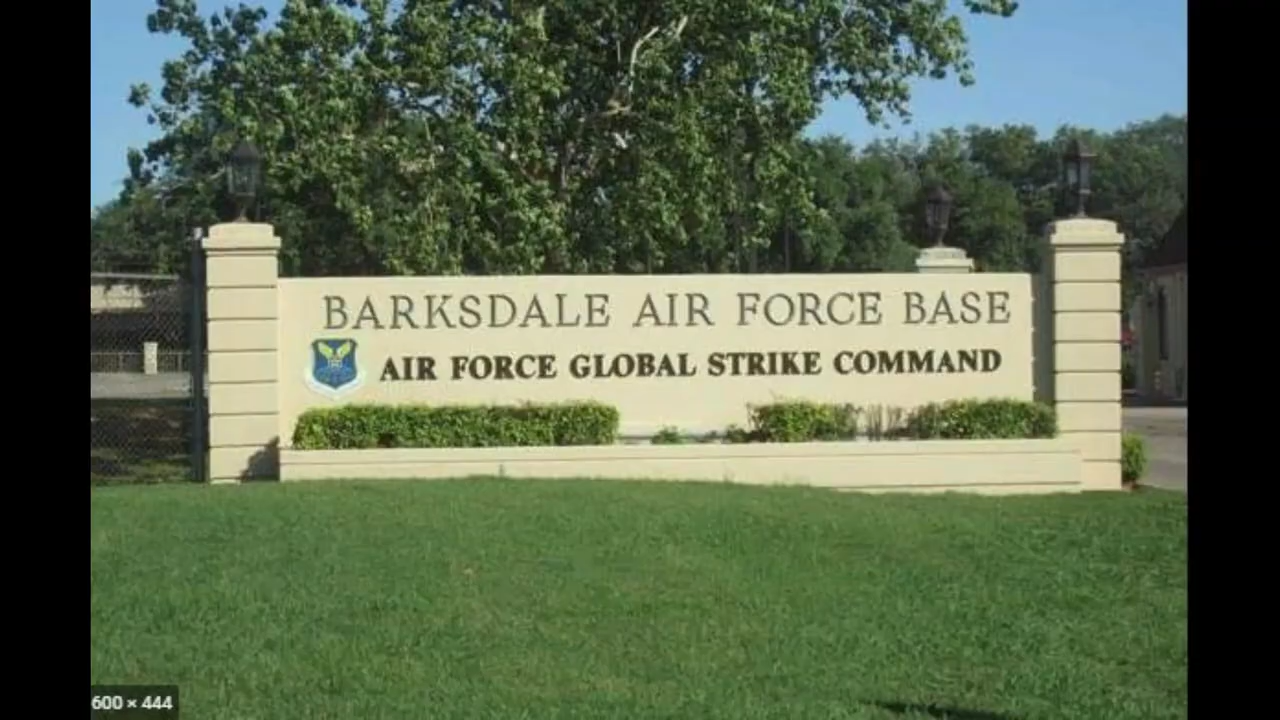 BARKSDALE AIR FORCE BASE
AIR FORCE GLOBAL STRIKE COMMAND
600 × 444